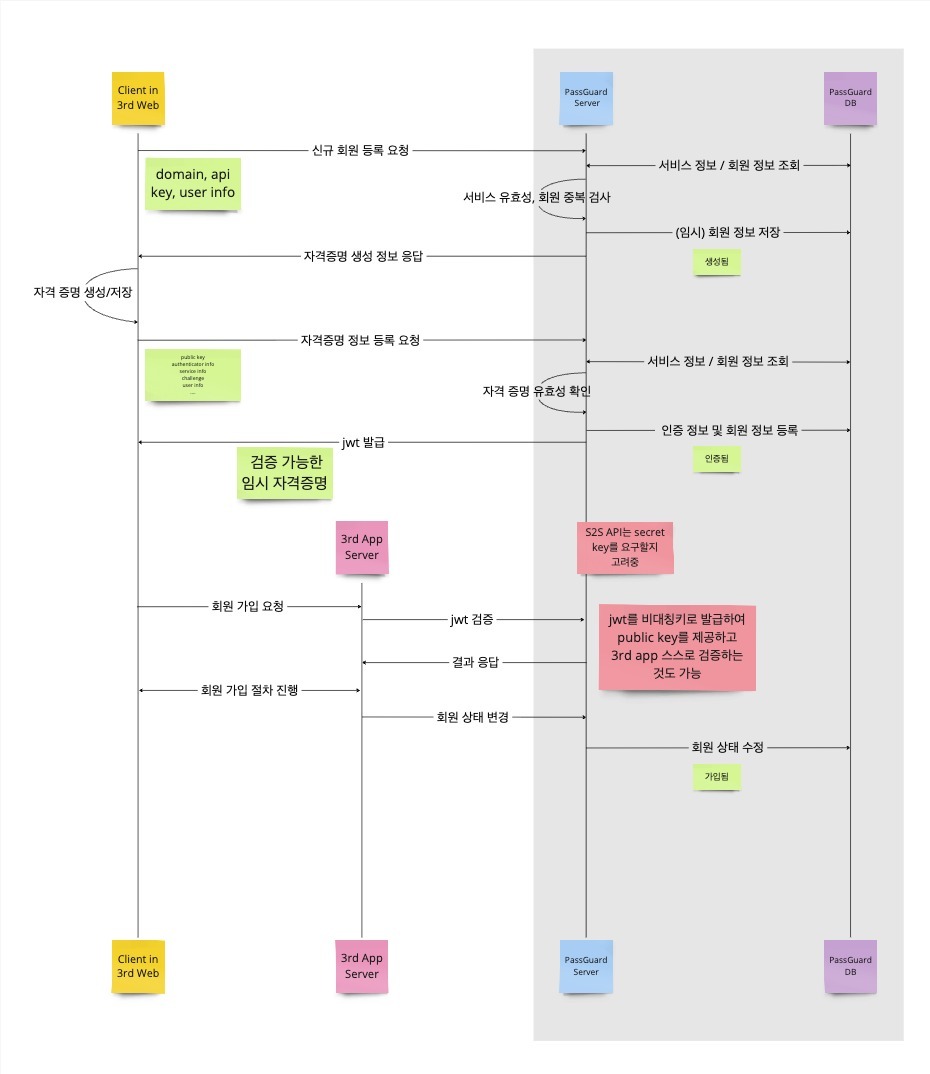 Client in
3rd Web
PassGuard
Server
PassGuard
DB
신규 회원 등록 요청
서비스 정보 / 회원 정보 조회
domain, api
key, user info
서비스 유효성, 회원 중복 검사
(임시) 회원 정보 저장
자격증명 생성 정보 응답
생성됨
자격 증명 생성/저장
자격증명 정보 등록 요청
public key
authenticator info
service info
challenge
user info
...
서비스 정보 / 회원 정보 조회
자격 증명 유효성 확인
인증 정보 및 회원 정보 등록
jwt 발급
인증됨
검증 가능한
임시 자격증명
3rd App
Server
S2S API는 secret
key를 요구할지
고려중
회원 가입 요청
jwt 검증
jwt를 비대칭키로 발급하여
public key를 제공하고
3rd app 스스로 검증하는
것도 가능
결과 응답
회원 가입 절차 진행
회원 상태 변경
회원 상태 수정
가입됨
Client in
3rd Web
3rd App
Server
PassGuard
Server
PassGuard
DB